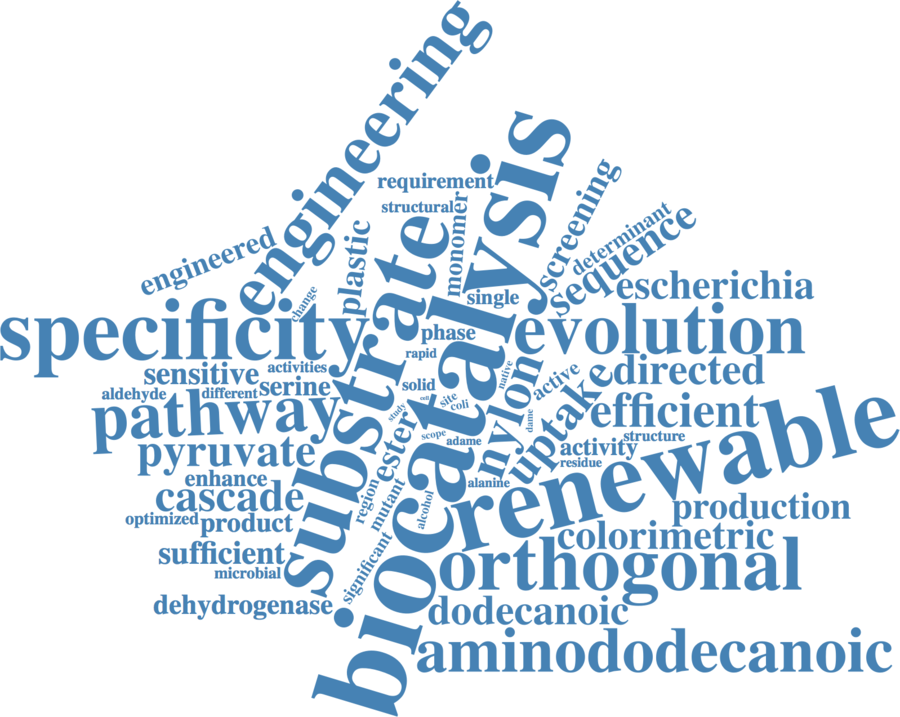 engineering
biocatalysis
requirement
screening
structural
monomer
determinant
sequence
engineered
plastic
substrate
change
single
escherichia
specificity
phase
evolution
rapid
sensitive
activities
native
active
directed
aldehyde
different
serine
solid
cell
site
coli
nylon
uptake
efficient
renewable
pathway
study
ester
scope
adame
dame
activity
structure
residue
pyruvate
enhance
region
mutant
alcohol
alanine
cascade
production
optimized
product
colorimetric
sufficient
significant
orthogonal
microbial
dehydrogenase
dodecanoic
aminododecanoic